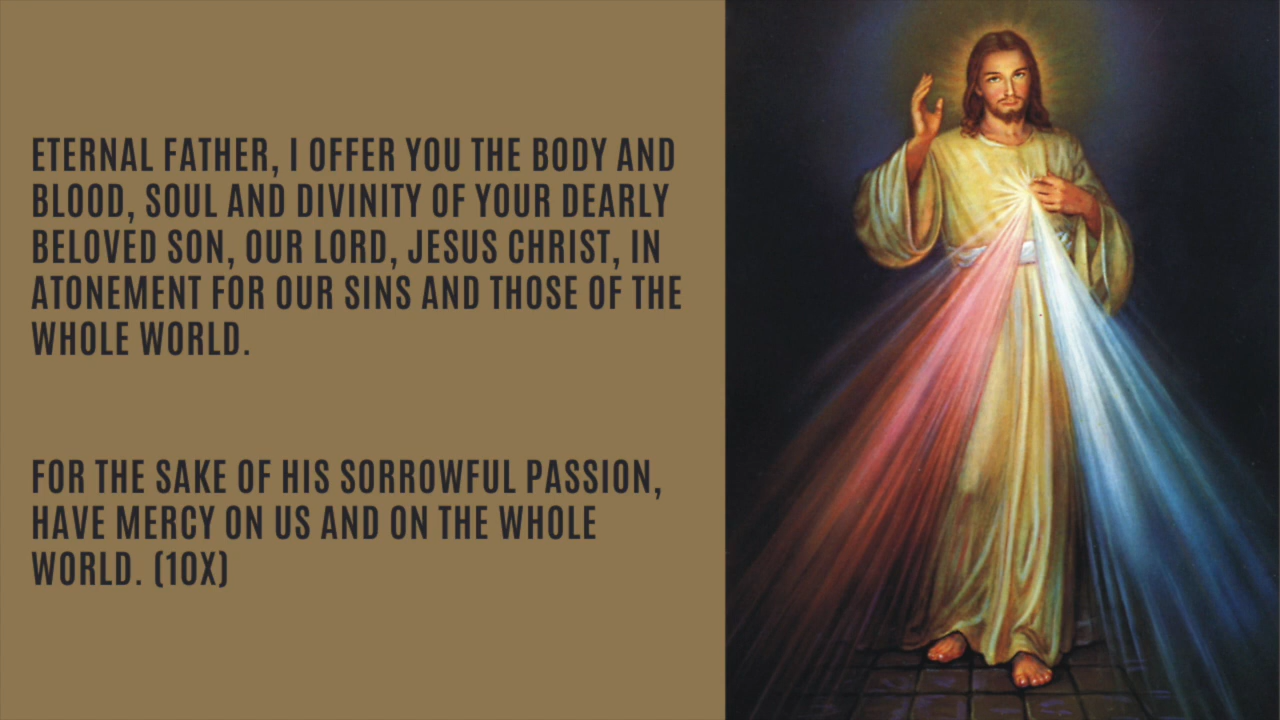 ETERNAL FATHER, I OFFER YOU THE BODY AND
BLOOD, SOUL AND DIVINITY OF YOUR DEARLY
BELOVED SON, OUR LORD, JESUS CHRIST, IN
ATONEMENT FOR OUR SINS AND THOSE OF THE
WHOLE WORLD.
FOR THE SAKE OF HIS SORROWFUL PASSION,
HAVE MERCY ON US AND ON THE WHOLE
WORLD. (10X)